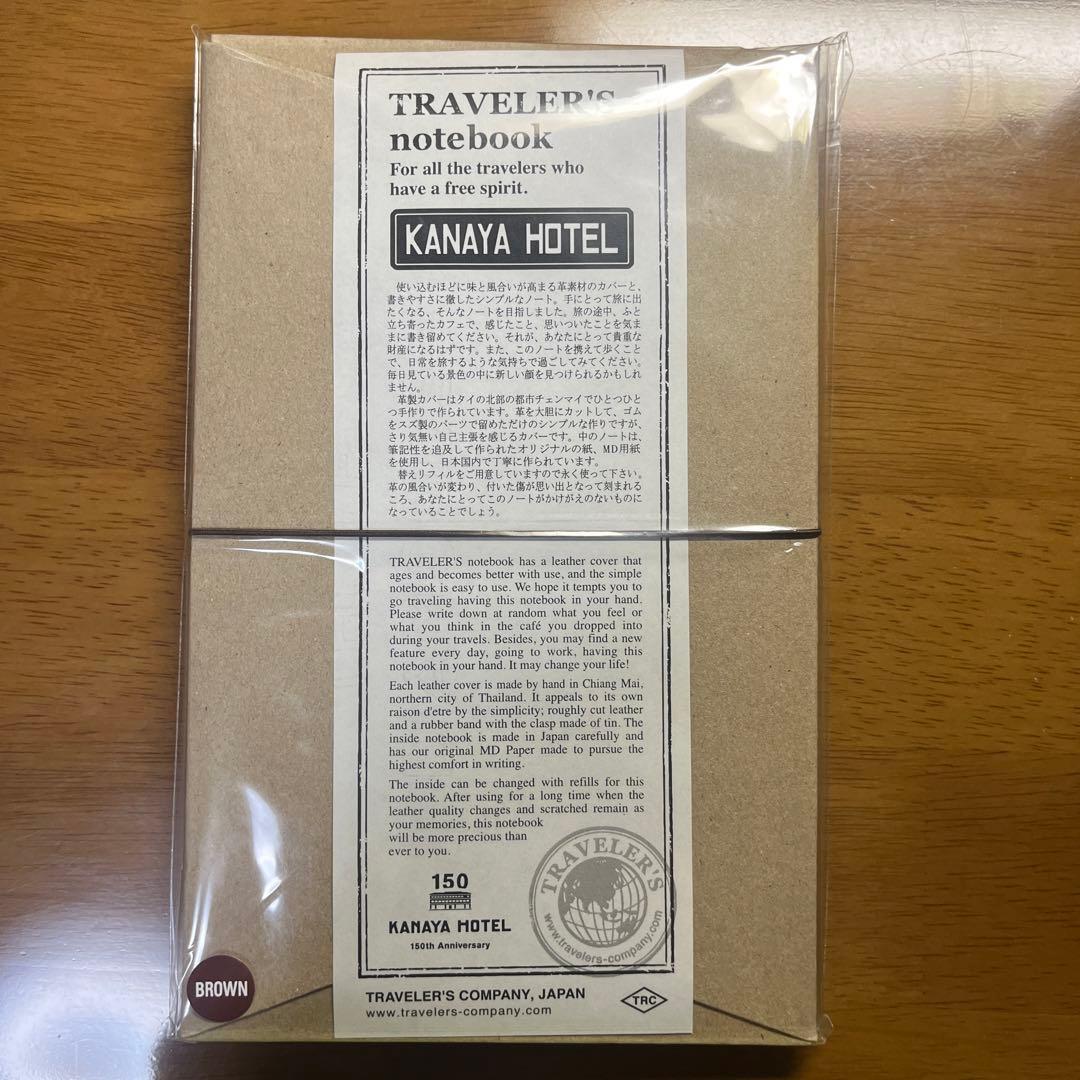 TRAVELER'S
notebook
For all the travelers who
have a free spirit.
KANAYA HOTEL
使い込むほどに味と風合いが高まる革素材のカバーと、
書きやすさに徹したシンプルなノート。手にとって旅に出
たくなる、そんなノートを目指しました。旅の途中、ふと
立ち寄ったカフェで、感じたこと、思いついたことを気ま
まに書き留めてください。それが、あなたにとって貴重な
財産になるはずです。また、このノートを携えて歩くこと
で、日常を旅するような気持ちで過ごしてみてください。
毎日見ている景色の中に新しい顔を見つけられるかもしれ
ません。
革製カバーはタイの北部の都市チェンマイでひとつひと
つ手作りで作られています。革を大胆にカットして、ゴム
をスズ製のパーツで留めただけのシンプルな作りですが、
さり気無い自己主張を感じるカバーです。中のノートは、
筆記性を追及して作られたオリジナルの紙、MD用紙
を使用し、日本国内で丁寧に作られています。
替えリフィルをご用意していますので永く使って下さい。
革の風合いが変わり、付いた傷が思い出となって刻まれる
ころ、あなたにとってこのノートがかけがえのないものに
なっていることでしょう。
TRAVELER'S notebook has a leather cover that
ages and becomes better with use, and the simple
notebook is easy to use. We hope it tempts you to
go traveling having this notebook in your hand.
Please write down at random what you feel or
what you think in the café you dropped into
during your travels. Besides, you may find a new
feature every day, going to work, having this
notebook in your hand. It may change your life!
Each leather cover is made by hand in Chiang Mai,
northern city of Thailand. It appeals to its own
raison d'etre by the simplicity; roughly cut leather
and a rubber band with the clasp made of tin. The
inside notebook is made in Japan carefully and
has our original MD Paper made to pursue the
highest comfort in writing.
The inside can be changed with refills for this
notebook. After using for a long time when the
leather quality changes and scratched remain as
your memories, this notebook
will be more precious than
ever to you.
150
KANAYA HOTEL
150th Anniversary
TRAVELER'S
www.travelers-company.com
BROWN
TRAVELER'S COMPANY, JAPAN
www.travelers-company.com
TRC